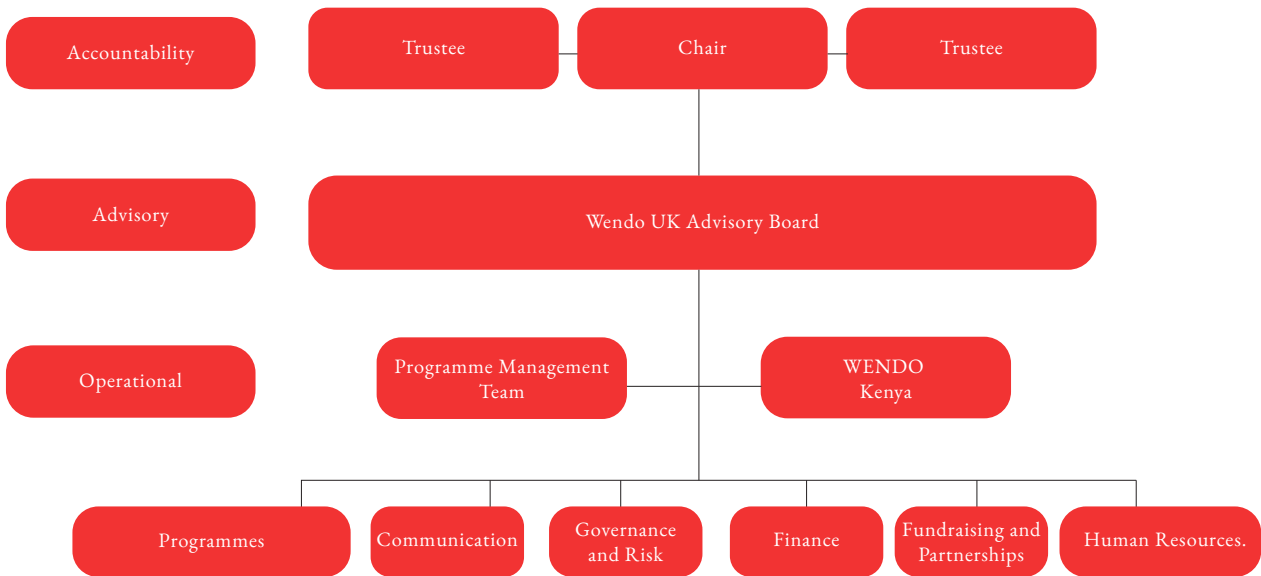 Accountability
Trustee
Chair
Trustee
Advisory
Wendo UK Advisory Board
Operational
Programme Management
Team
WENDO
Kenya
Programmes
Communication
Governance
and Risk
Finance
Fundraising and
Partnerships
Human Resources.